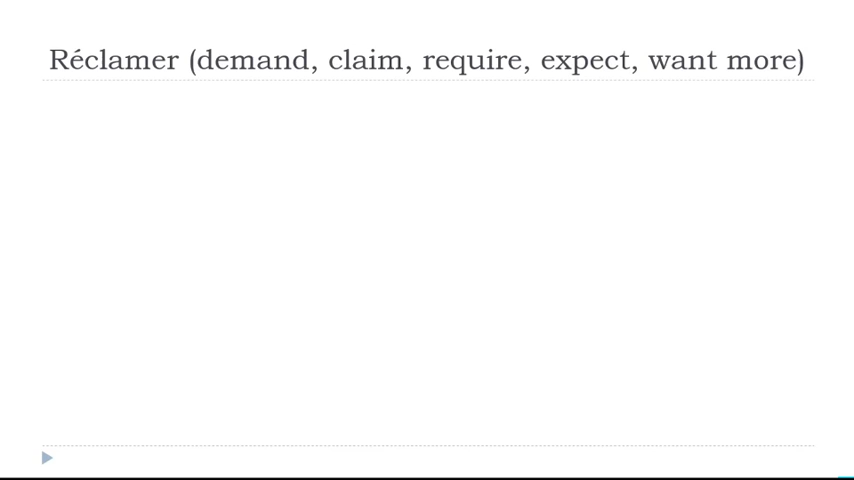 Réclamer (demand, claim, require, expect, want more)